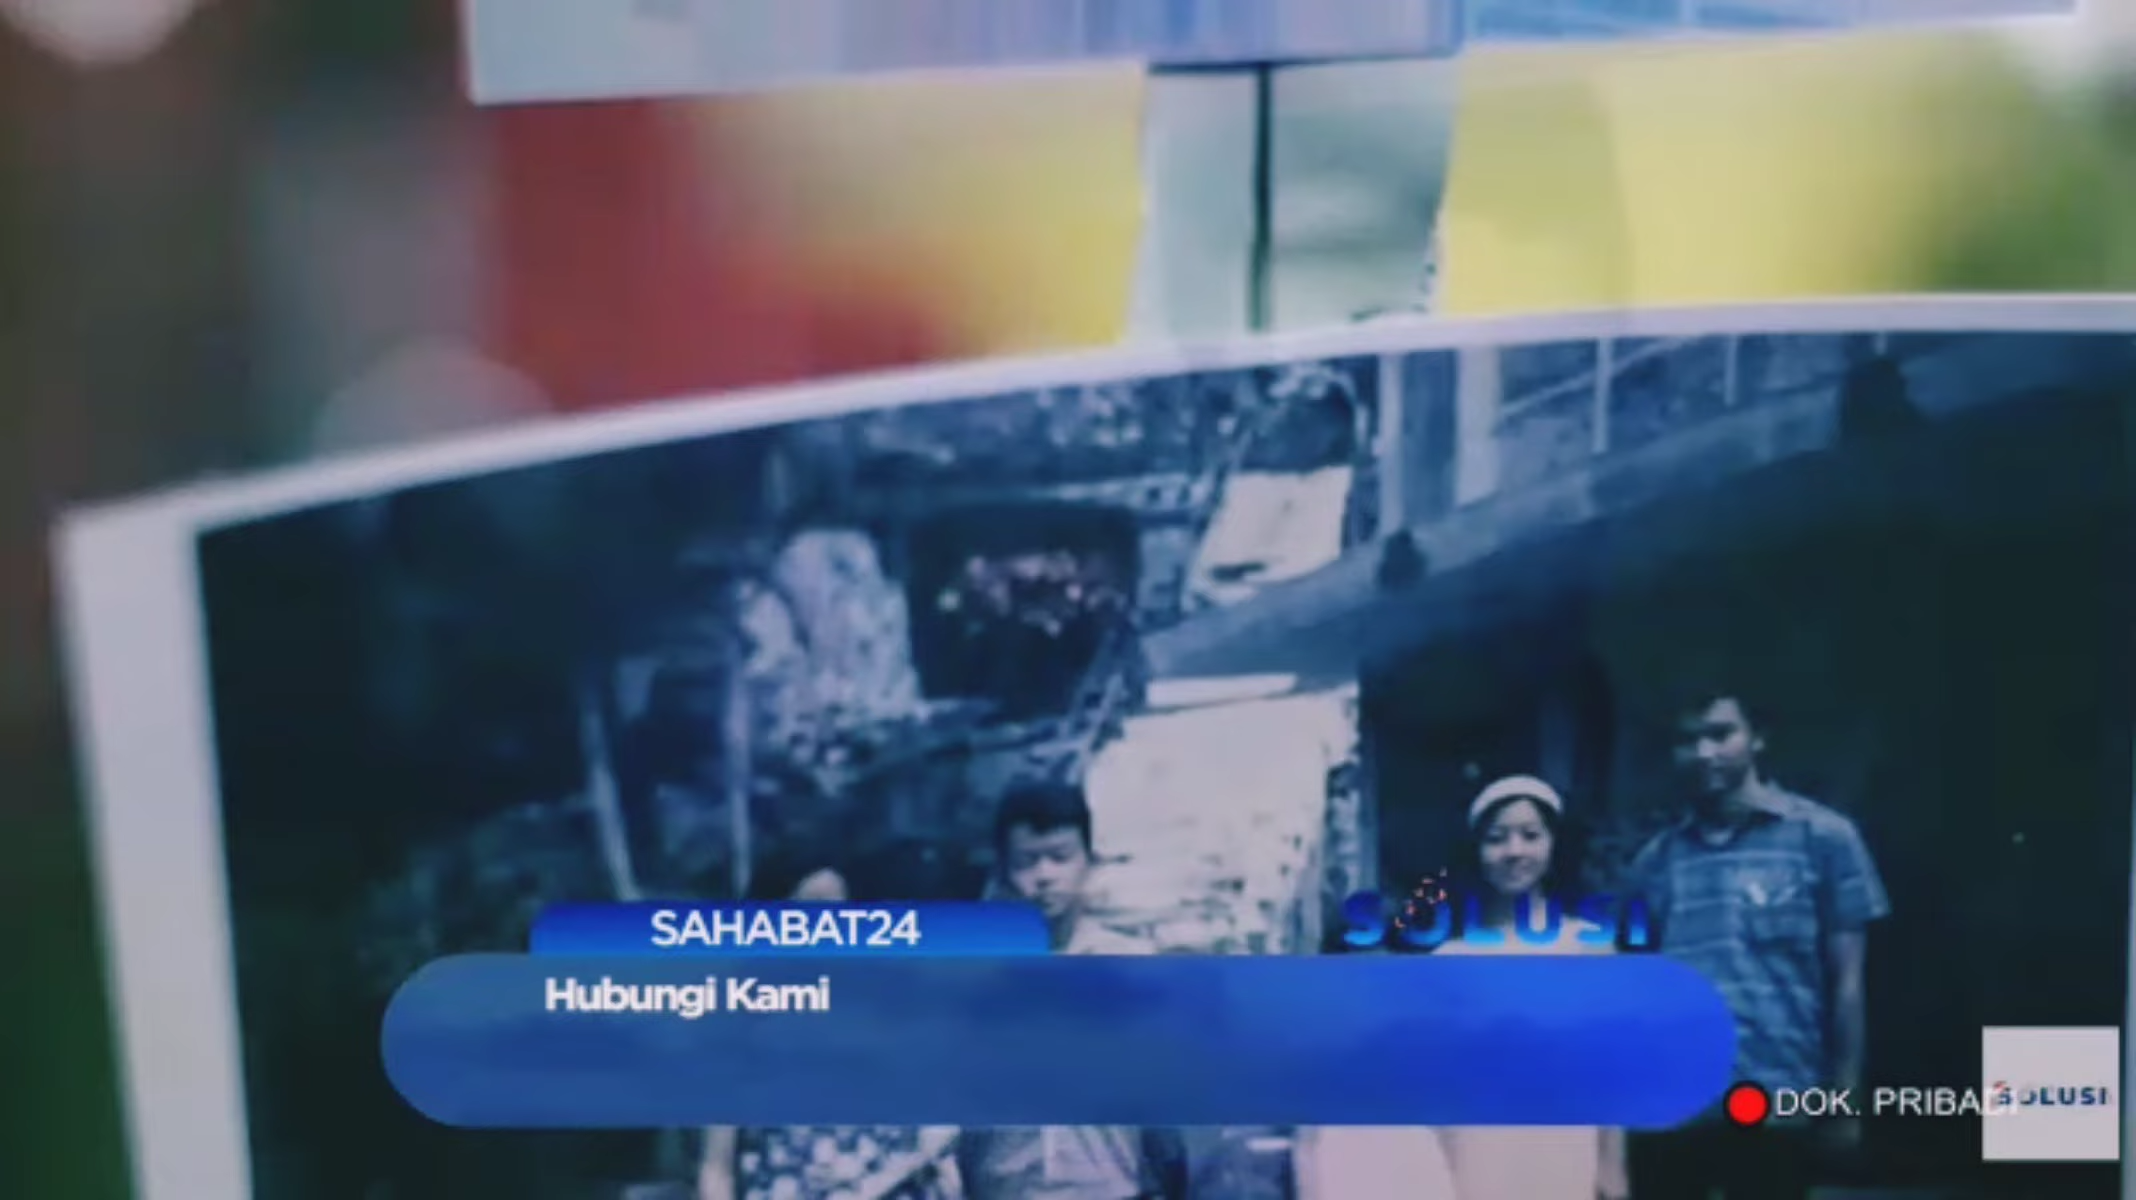 SAHABAT24
SOLUSI
Hubungi Kami
DOK. PRIBADI
SOLUSI